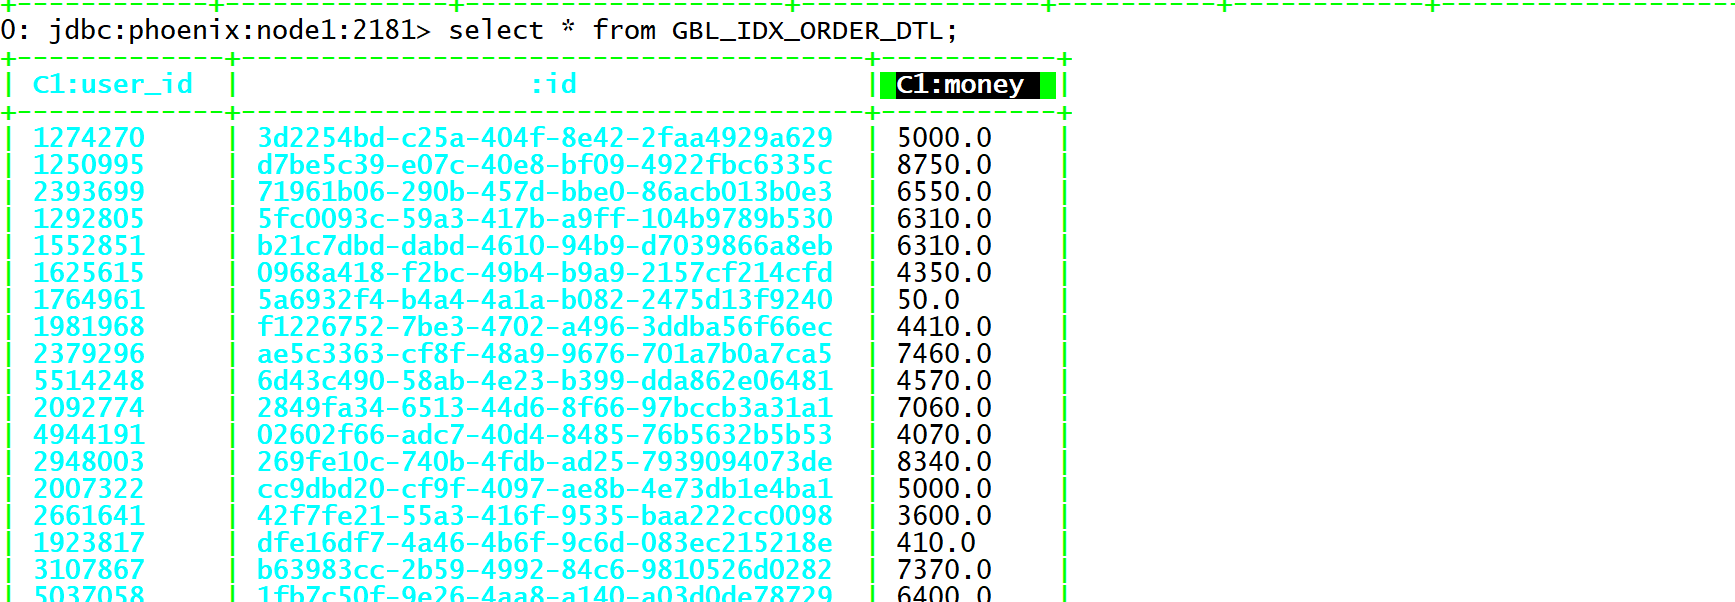 0: jdbc:phoenix:node1:2181> select * from GBL_IDX_ORDER_DTL;
| C1:user_id | :id | C1:money |
| 1274270 | 3d2254bd-c25a-404f-8e42-2faa4929a629 | 5000.0 |
| 1250995 | d7be5c39-e07c-40e8-bf09-4922fbc6335c | 8750.0 |
| 2393699 | 71961b06-290b-457d-bbe0-86acb013b0e3 | 6550.0 |
| 1292805 | 5fc0093c-59a3-417b-a9ff-104b9789b530 | 6310.0 |
| 1552851 | b21c7dbd-dabd-4610-94b9-d7039866a8eb | 6310.0 |
| 1625615 | 0968a418-f2bc-49b4-b9a9-2157cf214cfd | 4350.0 |
| 1764961 | 5a6932f4-b4a4-4a1a-b082-2475d13f9240 | 50.0 |
| 1981968 | f1226752-7be3-4702-a496-3ddba56f66ec | 4410.0 |
| 2379296 | ae5c3363-cf8f-48a9-9676-701a7b0a7ca5 | 7460.0 |
| 5514248 | 6d43c490-58ab-4e23-b399-dda862e06481 | 4570.0 |
| 2092774 | 2849fa34-6513-44d6-8f66-97bccb3a31a1 | 7060.0 |
| 4944191 | 02602f66-adc7-40d4-8485-76b5632b5b53 | 4070.0 |
| 2948003 | 269fe10c-740b-4fdb-ad25-7939094073de | 8340.0 |
| 2007322 | cc9dbd20-cf9f-4097-ae8b-4e73db1e4ba1 | 5000.0 |
| 2661641 | 42f7fe21-55a3-416f-9535-baa222cc0098 | 3600.0 |
| 1923817 | dfe16df7-4a46-4b6f-9c6d-083ec215218e | 410.0 |
| 3107867 | b63983cc-2b59-4992-84c6-9810526d0282 | 7370.0 |
| 5037058 | 1fb7c50f-9e26-4aa8-a140-a03d0de78729 | 6400.0 |